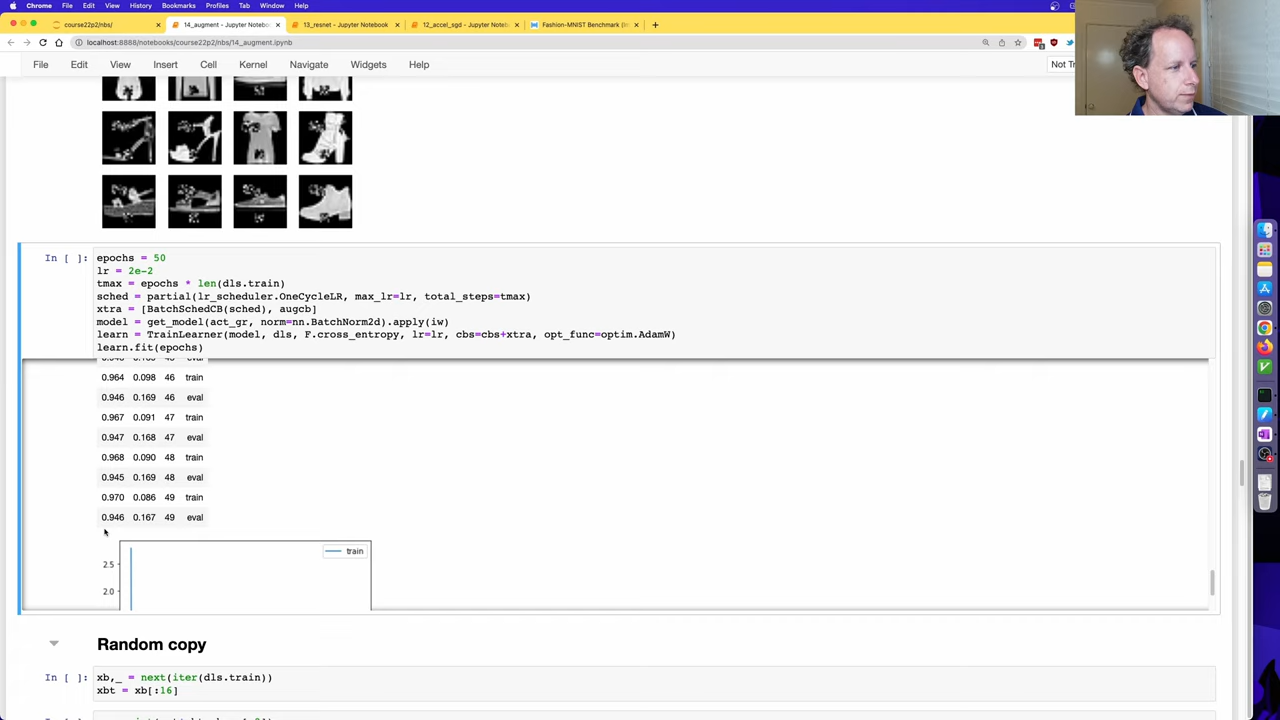 Chrome File Edit View History Bookmarks Profiles Tab Window Help
course22p2/nbs/
14_augment - Jupyter Noteboo
13_resnet - Jupyter Notebook
12_accel_sgd - Jupyter Noteb
Fashion-MNIST Benchmark (Im
localhost:8888/notebooks/course22p2/nbs/14_augment.ipynb
File Edit View Insert Cell Kernel Navigate Widgets Help
Not Tr
In [ ]:
epochs = 50
lr = 2e-2
tmax = epochs * len(dls.train)
sched = partial(lr_scheduler.OneCycleLR, max_lr=lr, total_steps=tmax)
xtra = [BatchSchedCB(sched), augcb]
model = get_model(act_gr, norm=nn.BatchNorm2d).apply(iw)
learn = TrainLearner(model, dls, F.cross_entropy, lr=lr, cbs=cbs+xtra, opt_func=optim.AdamW)
learn.fit(epochs)
0.964 0.098 46 train
0.946 0.169 46 eval
0.967 0.091 47 train
0.947 0.168 47 eval
0.968 0.090 48 train
0.945 0.169 48 eval
0.970 0.086 49 train
0.946 0.167 49 eval
train
2.5
2.0
Random copy
In [ ]:
xb,_ = next(iter(dls.train))
xbt = xb[:16]